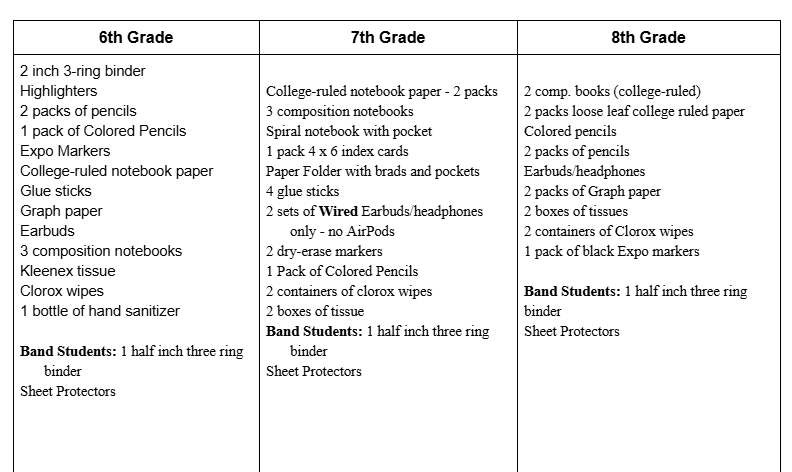 6th Grade
2 inch 3-ring binder
Highlighters
2 packs of pencils
1 pack of Colored Pencils
Expo Markers
College-ruled notebook paper
Glue sticks
Graph paper
Earbuds
3 composition notebooks
Kleenex tissue
Clorox wipes
1 bottle of hand sanitizer
Band Students: 1 half inch three ring
binder
Sheet Protectors
7th Grade
College-ruled notebook paper - 2 packs
3 composition notebooks
Spiral notebook with pocket
1 pack 4 x 6 index cards
Paper Folder with brads and pockets
4 glue sticks
2 sets of Wired Earbuds/headphones
only - no AirPods
2 dry-erase markers
1 Pack of Colored Pencils
2 containers of clorox wipes
2 boxes of tissue
Band Students: 1 half inch three ring
binder
Sheet Protectors
8th Grade
2 comp. books (college-ruled)
2 packs loose leaf college ruled paper
Colored pencils
2 packs of pencils
Earbuds/headphones
2 packs of Graph paper
2 boxes of tissues
2 containers of Clorox wipes
1 pack of black Expo markers
Band Students: 1 half inch three ring
binder
Sheet Protectors